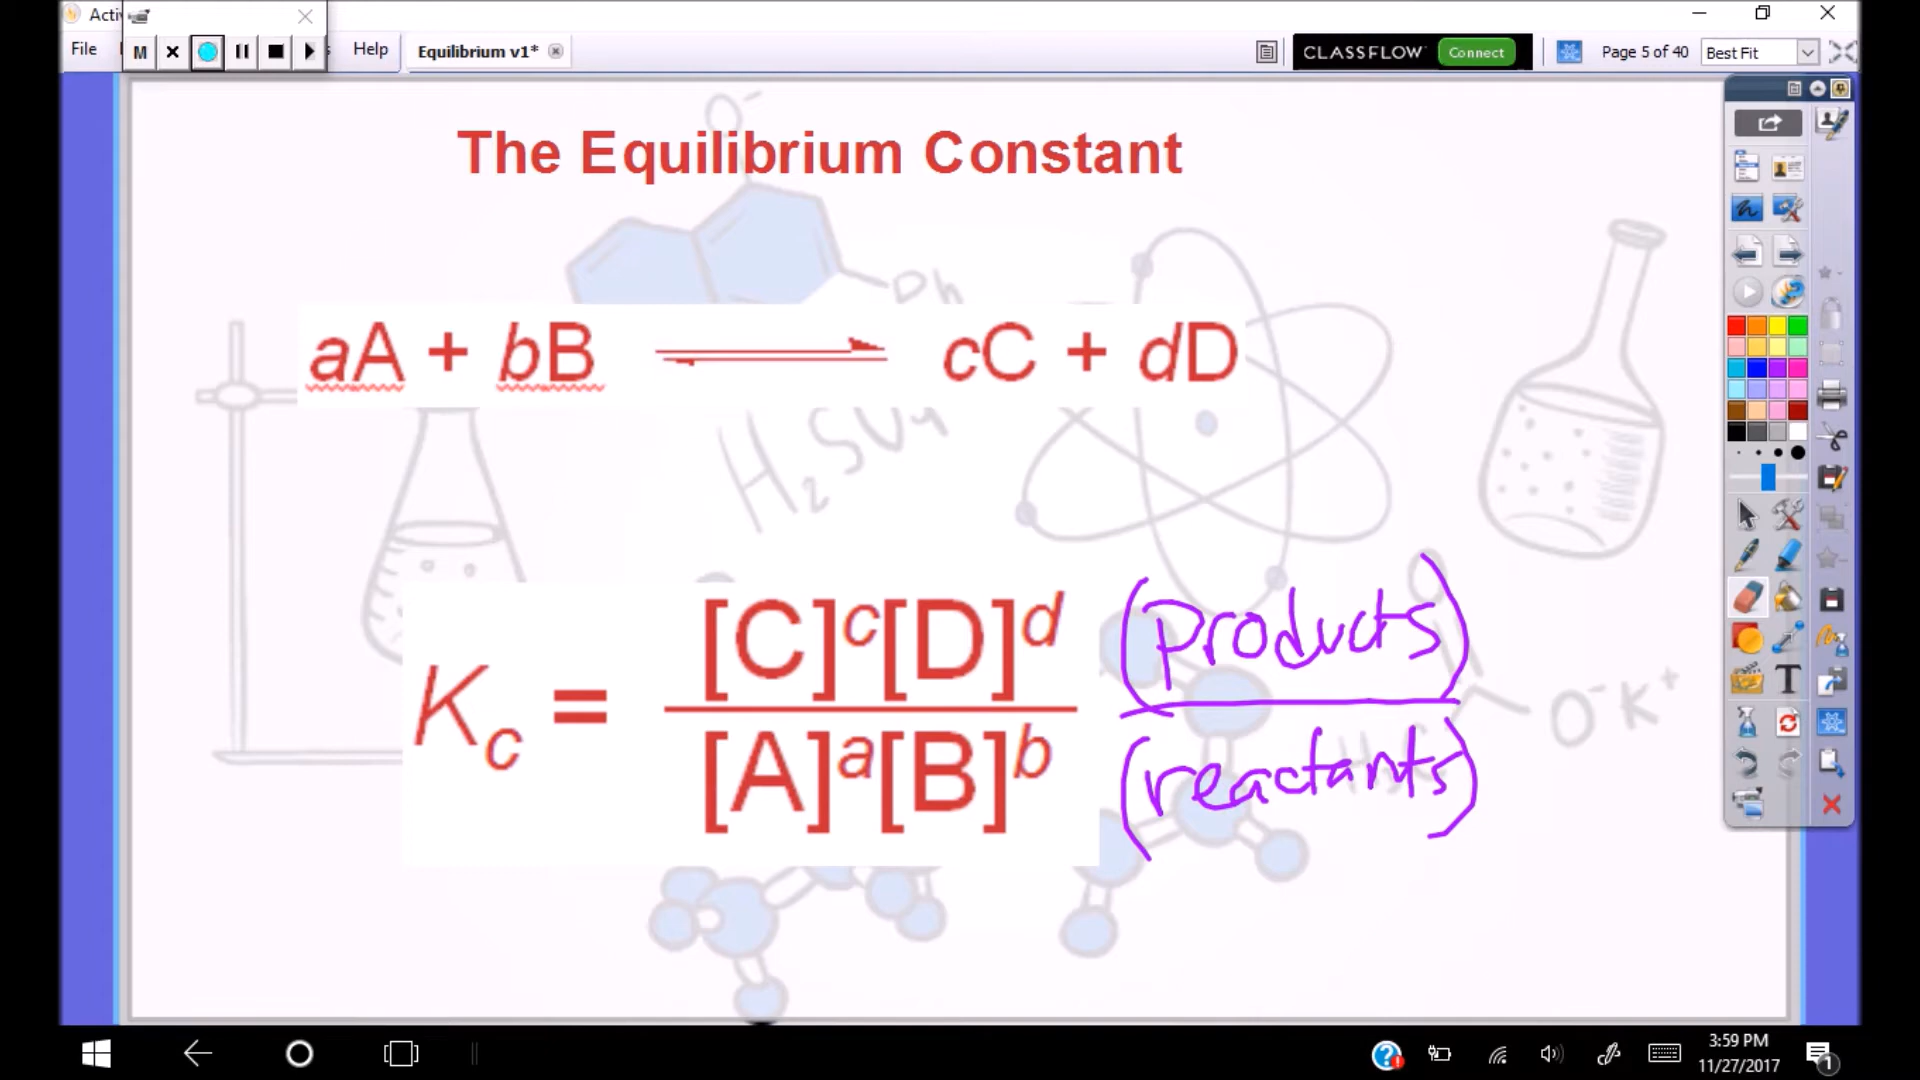 Acti
File
M
Help
Equilibrium v1*
CLASSFLOW
Connect
Page 5 of 40
Best Fit
The Equilibrium Constant
O⁻
Ph
aA + bB ⇌ cC + dD
H₂SO₄
Kc = [C]ᶜ[D]ᵈ
[A]ᵃ[B]ᵇ
(products)
(reactants)
O⁻K⁺
T
3:59 PM
11/27/2017
1